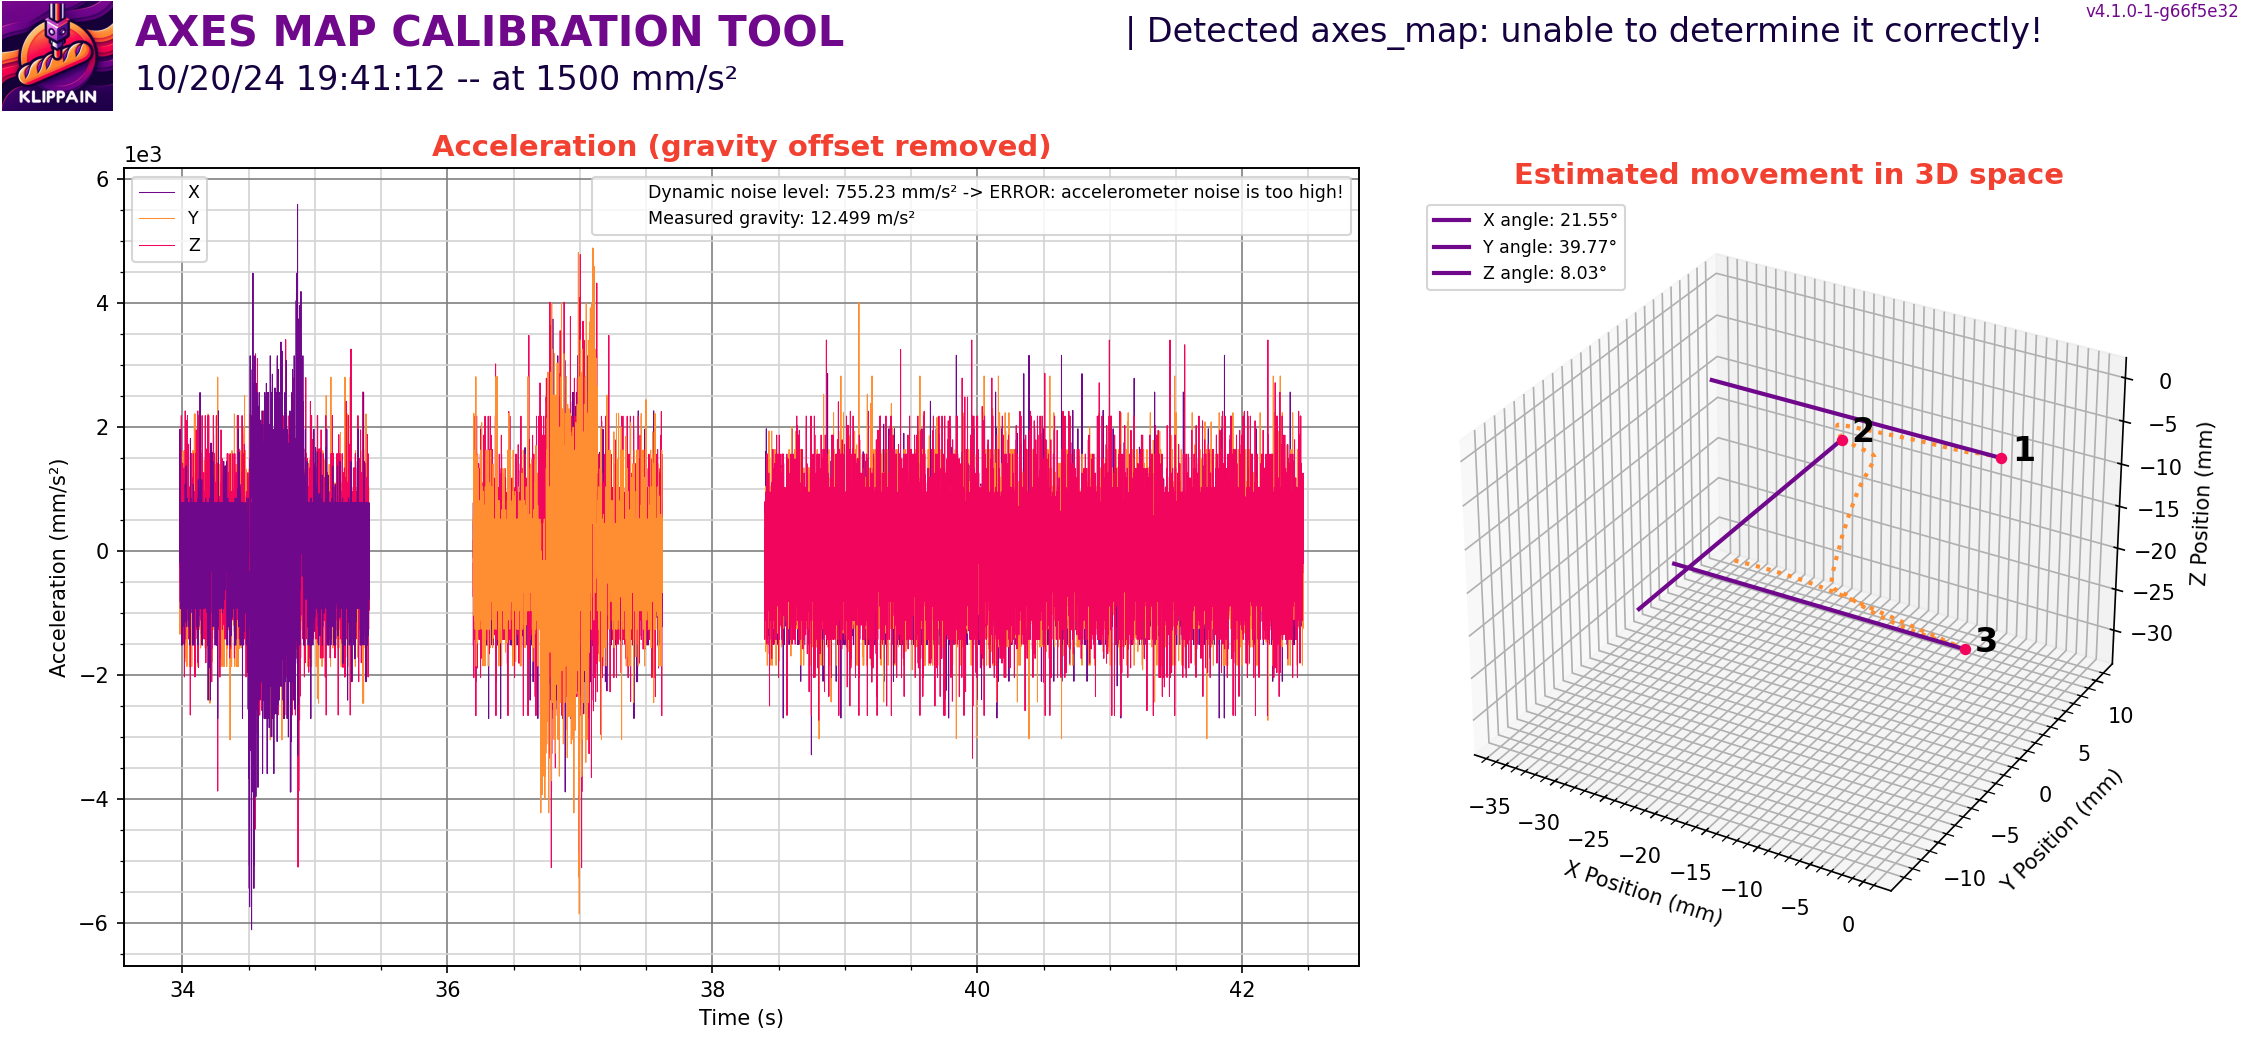 AXES MAP CALIBRATION TOOL
| Detected axes_map: unable to determine it correctly!
v4.1.0-1-g66f5e32
10/20/24 19:41:12 -- at 1500 mm/s²
KLIPPAIN
Acceleration (gravity offset removed)
1e3
X
Y
Z
Dynamic noise level: 755.23 mm/s² -> ERROR: accelerometer noise is too high!
Measured gravity: 12.499 m/s²
6
4
2
0
−2
−4
−6
Acceleration (mm/s²)
34
36
38
40
42
Time (s)
Estimated movement in 3D space
X angle: 21.55°
Y angle: 39.77°
Z angle: 8.03°
1
2
3
0
−5
−10
−15
−20
−25
−30
Z Position (mm)
10
5
0
−5
−10
Y Position (mm)
−35
−30
−25
−20
−15
−10
−5
0
X Position (mm)